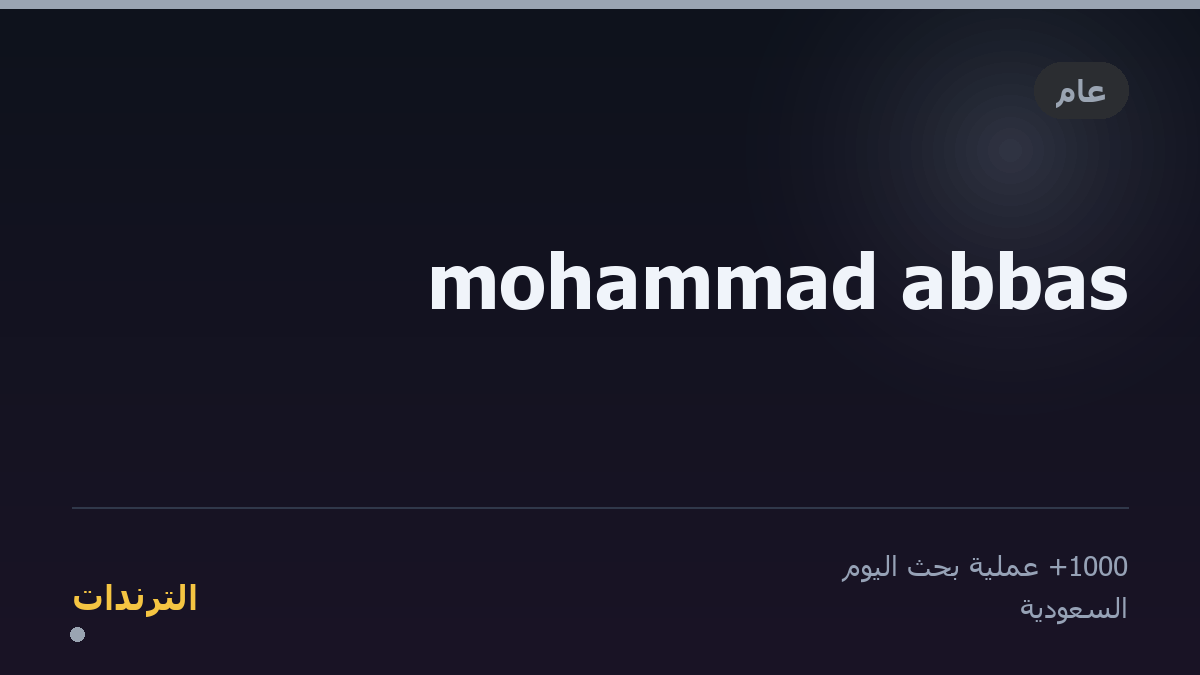 عام
mohammad abbas
1000+ عملية بحث اليوم
السعودية
الترندات